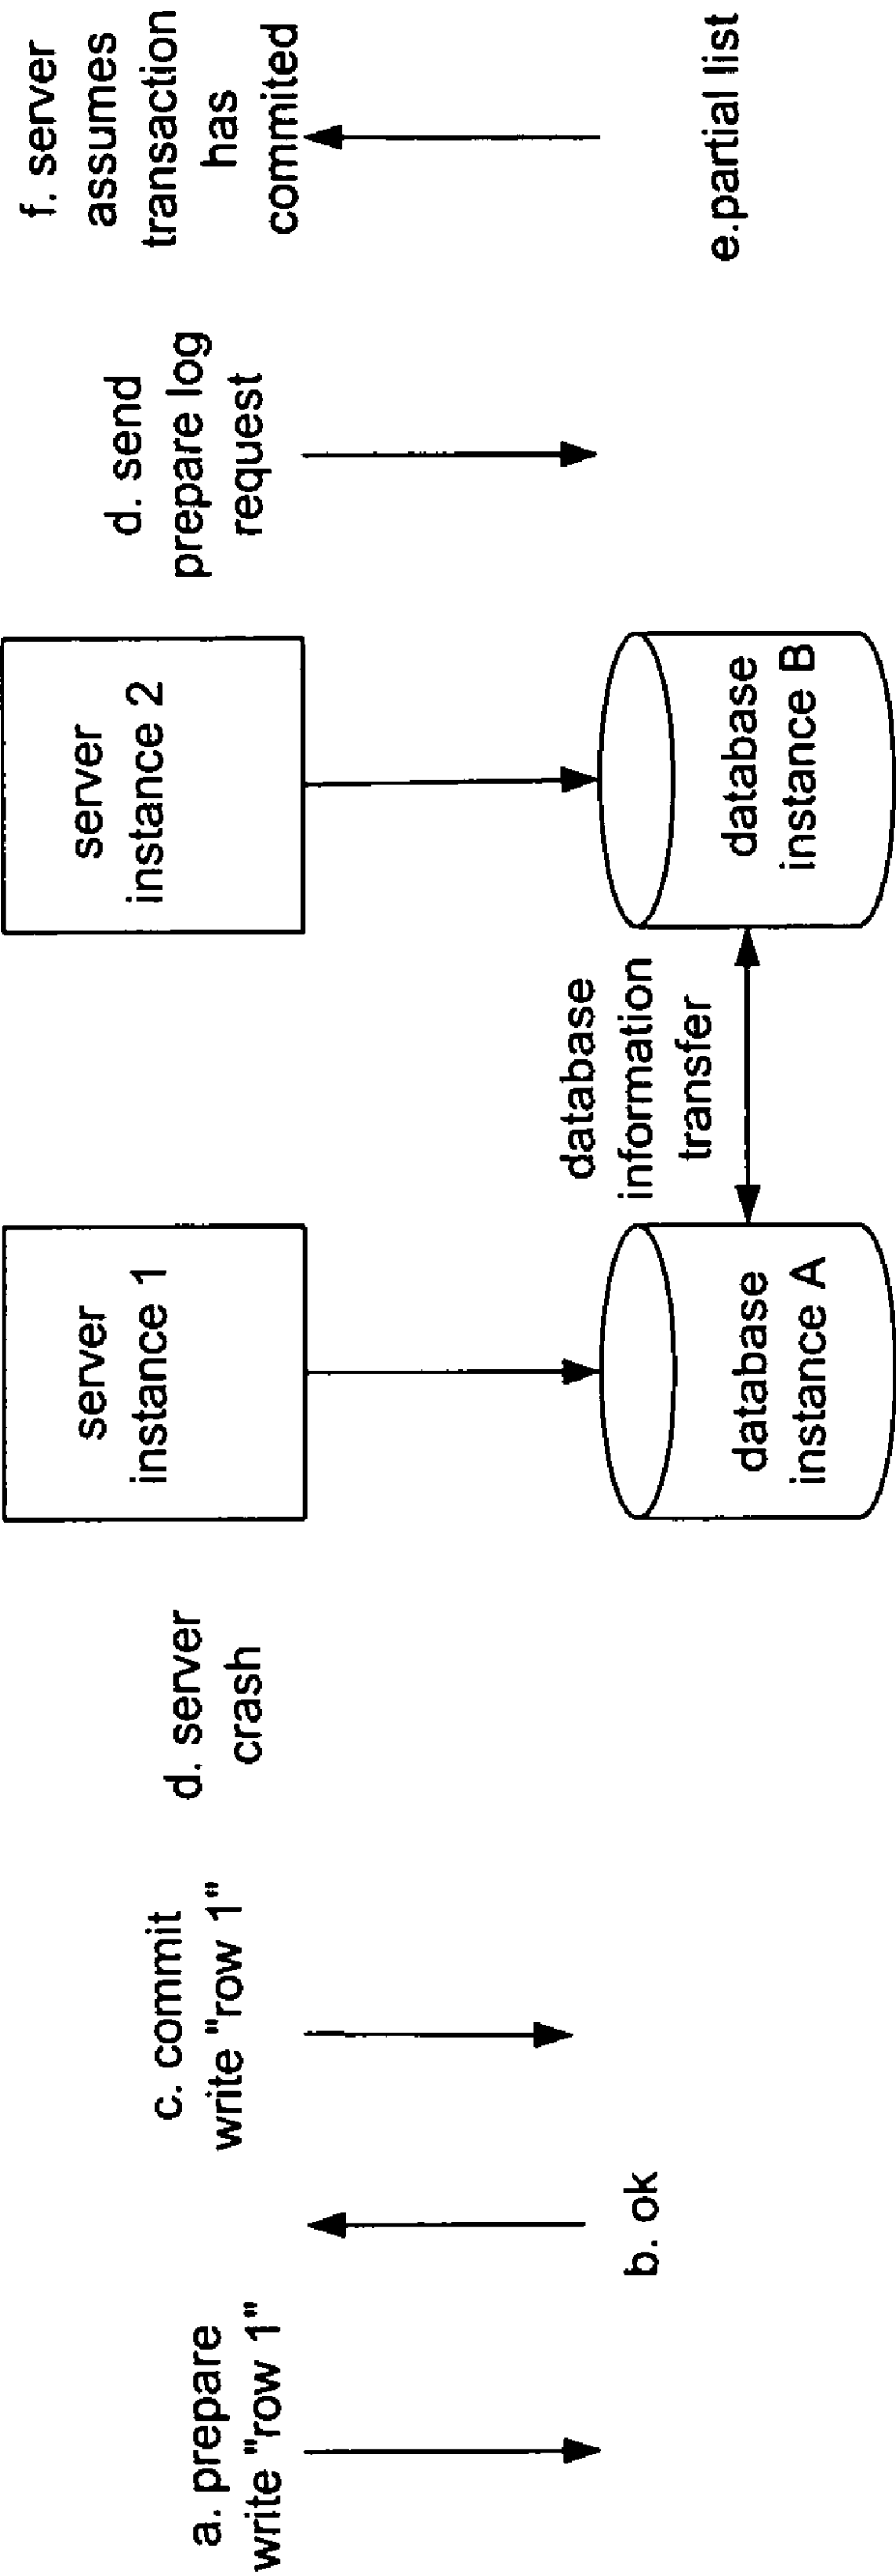 a. prepare
write "row 1"
b. ok
c. commit
write "row 1"
d. server
crash
server
instance 1
database
instance A
database
information
transfer
server
instance 2
database
instance B
d. send
prepare log
request
e.partial list
f. server
assumes
transaction
has
commited